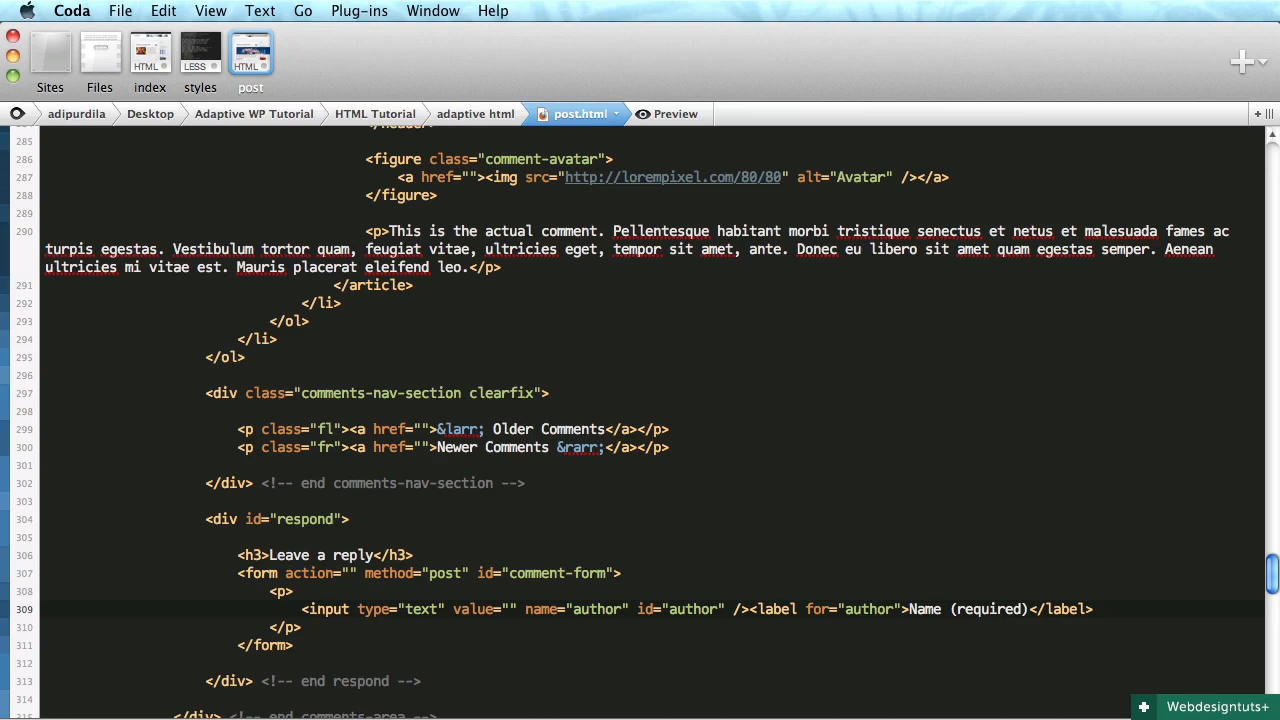 Coda File Edit View Text Go Plug-ins Window Help
HTML LESS HTML
Sites Files index styles post
adipurdila Desktop Adaptive WP Tutorial HTML Tutorial adaptive html post.html Preview
285
286 <figure class="comment-avatar">
287 <a href=""><img src="http://lorempixel.com/80/80" alt="Avatar" /></a>
288 </figure>
289
290 <p>This is the actual comment. Pellentesque habitant morbi tristique senectus et netus et malesuada fames ac
turpis egestas. Vestibulum tortor quam, feugiat vitae, ultricies eget, tempor sit amet, ante. Donec eu libero sit amet quam egestas semper. Aenean
ultricies mi vitae est. Mauris placerat eleifend leo.</p>
291 </article>
292 </li>
293 </ol>
294 </li>
295 </ol>
296
297 <div class="comments-nav-section clearfix">
298
299 <p class="fl"><a href="">&larr; Older Comments</a></p>
300 <p class="fr"><a href="">Newer Comments &rarr;</a></p>
301
302 </div> <!-- end comments-nav-section -->
303
304 <div id="respond">
305
306 <h3>Leave a reply</h3>
307 <form action="" method="post" id="comment-form">
308 <p>
309 <input type="text" value="" name="author" id="author" /><label for="author">Name (required)</label>
310 </p>
311 </form>
312
313 </div> <!-- end respond -->
314
315 </div> <!-- end comments-area -->
Webdesigntuts+